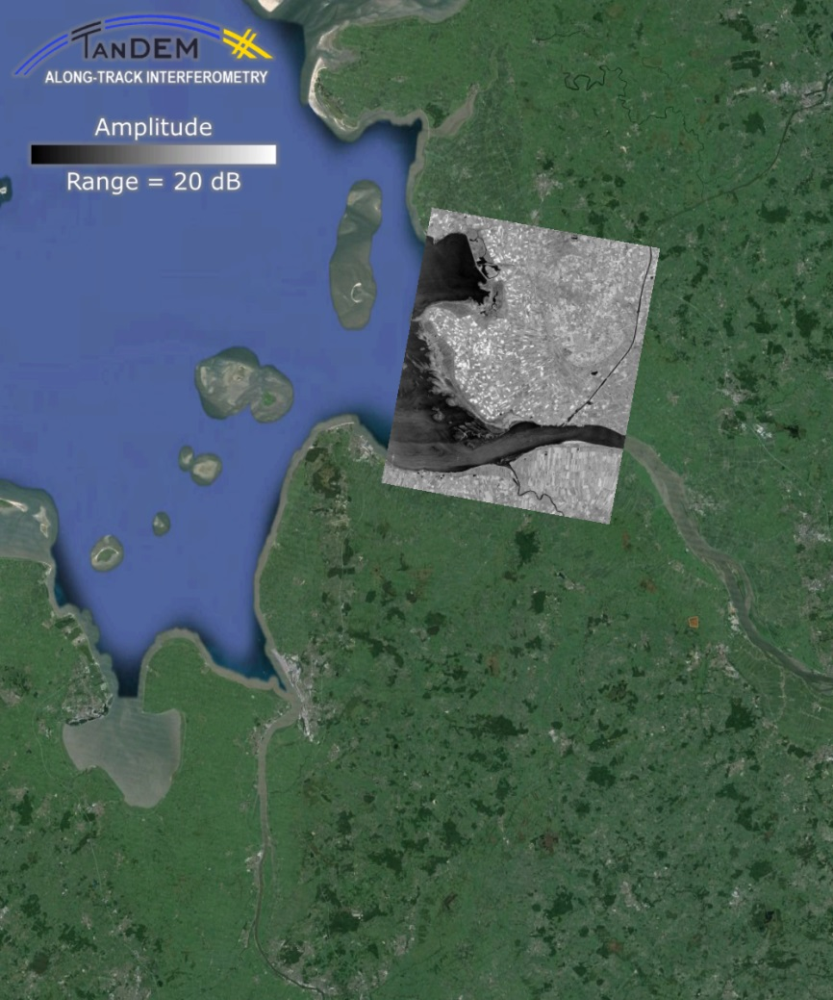 TANDEM
ALONG-TRACK INTERFEROMETRY
Amplitude
Range = 20 dB